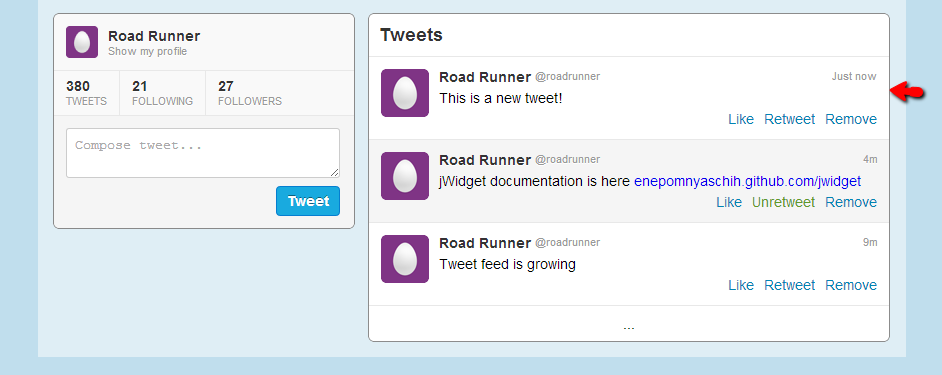 Road Runner
Show my profile
380
TWEETS
21
FOLLOWING
27
FOLLOWERS
Compose tweet...
Tweet
Tweets
Road Runner @roadrunner Just now
This is a new tweet!
Like Retweet Remove
Road Runner @roadrunner 4m
jWidget documentation is here enepomnyaschih.github.com/jwidget
Like Unretweet Remove
Road Runner @roadrunner 9m
Tweet feed is growing
Like Retweet Remove
...